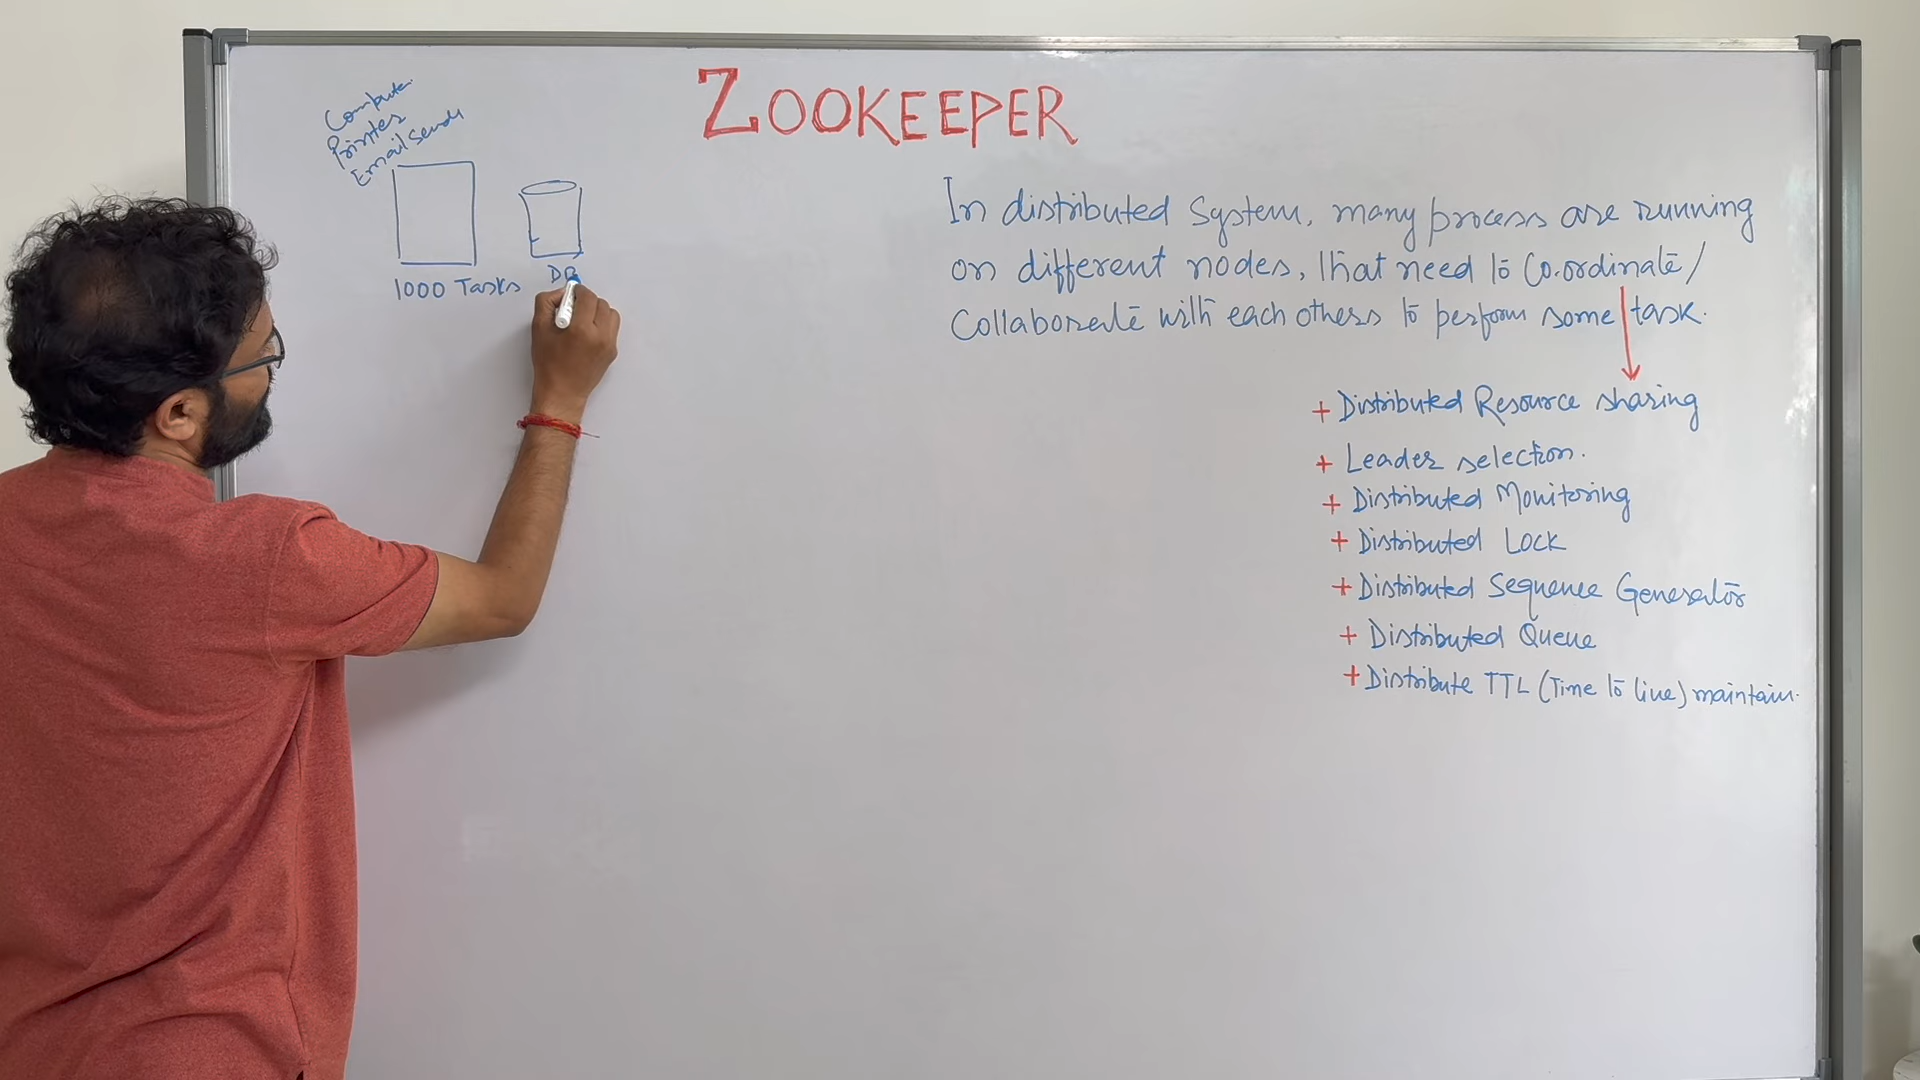 ZOOKEEPER
Compute
Printer
Email Send
1000 Tasks
DB
In distributed System, many process are running
on different nodes, that need to Co.ordinate/
Collaborate with each others to perform some task.
+ Distributed Resource sharing
+ Leader selection.
+ Distributed Monitoring
+ Distributed Lock
+ Distributed Sequence Generator
+ Distributed Queue
+ Distribute TTL (Time to live) maintain.